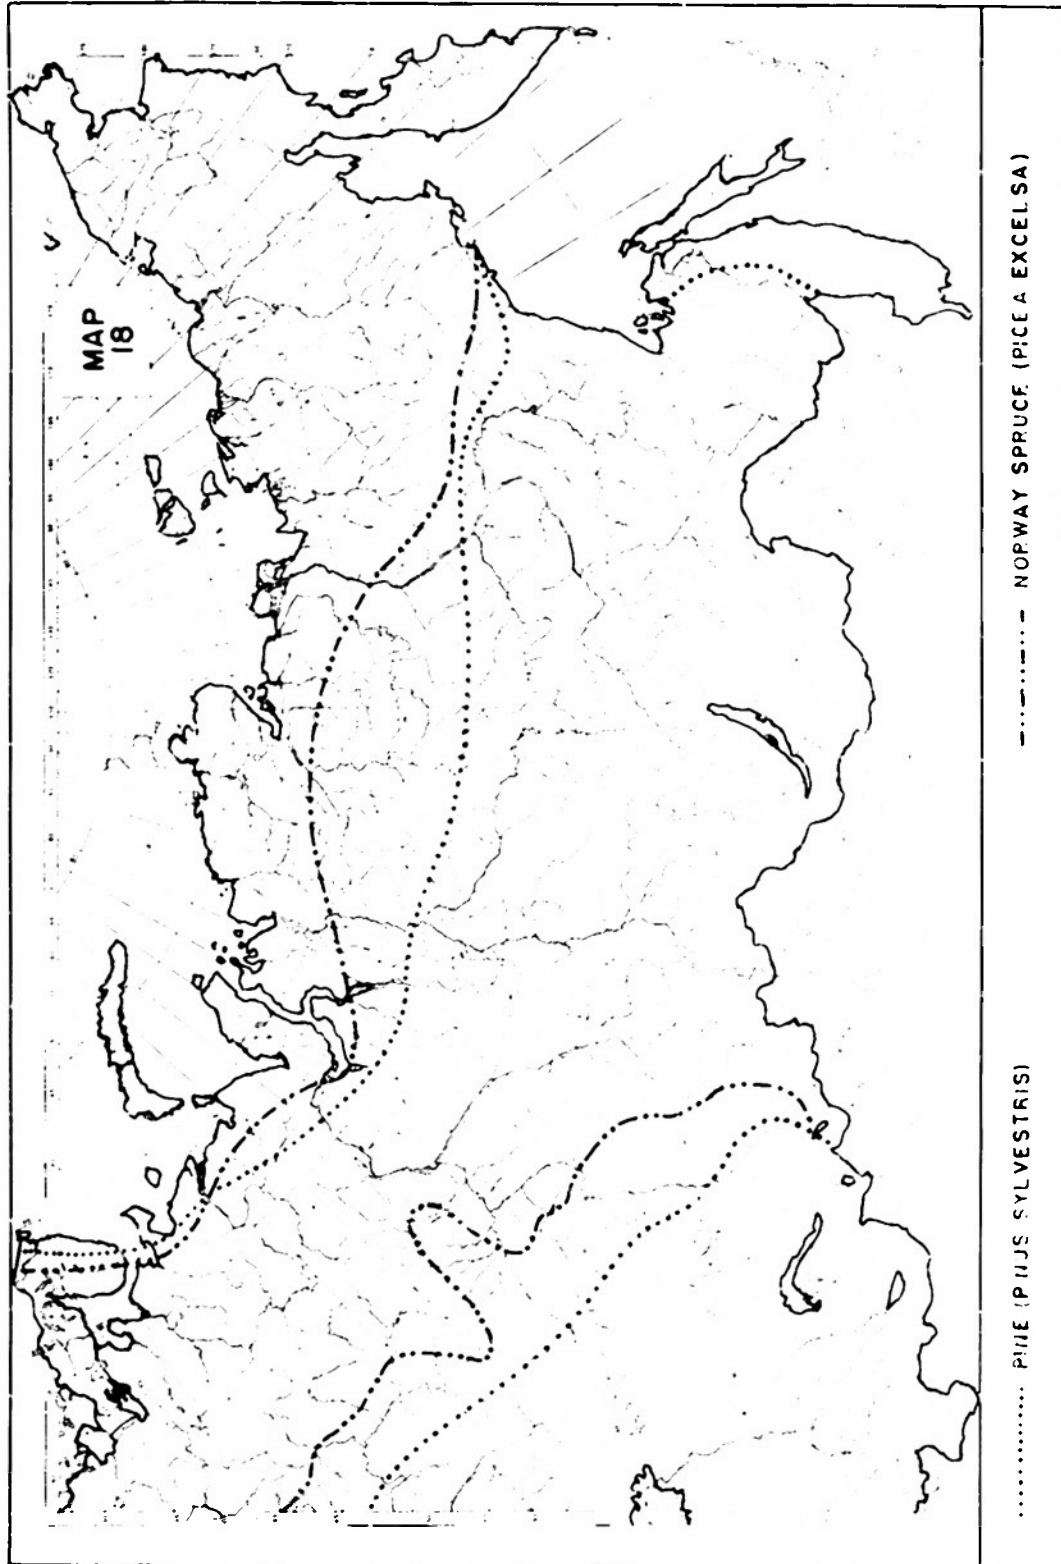 MAP
18
............ PINE (PINUS SYLVESTRIS)
—··—··— NORWAY SPRUCE (PICEA EXCELSA)